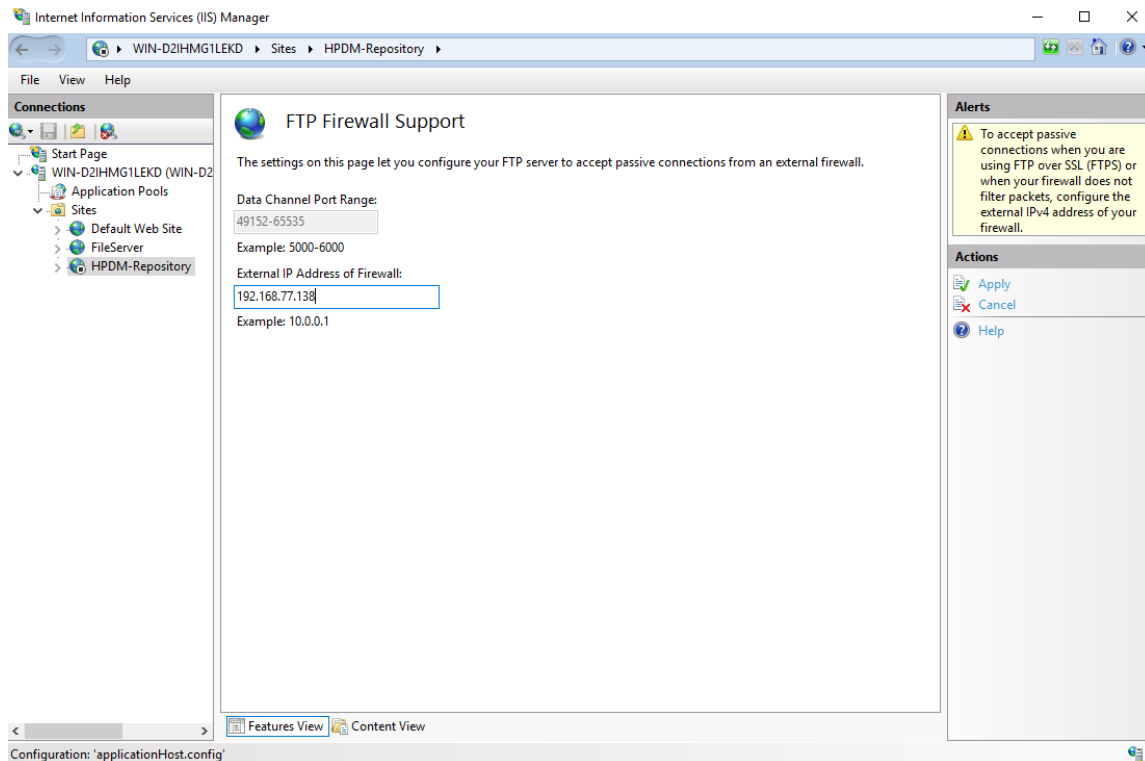 Internet Information Services (IIS) Manager
WIN-D2IHMG1LEKD Sites HPDM-Repository
File View Help
Connections
Start Page
WIN-D2IHMG1LEKD (WIN-D2
Application Pools
Sites
Default Web Site
FileServer
HPDM-Repository
FTP Firewall Support
The settings on this page let you configure your FTP server to accept passive connections from an external firewall.
Data Channel Port Range:
49152-65535
Example: 5000-6000
External IP Address of Firewall:
192.168.77.138
Example: 10.0.0.1
Features View Content View
Alerts
To accept passive
connections when you are
using FTP over SSL (FTPS) or
when your firewall does not
filter packets, configure the
external IPv4 address of your
firewall.
Actions
Apply
Cancel
Help
Configuration: 'applicationHost.config'